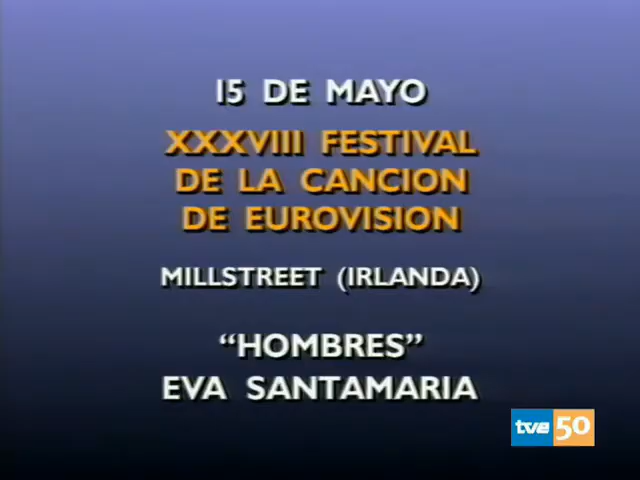 15 DE MAYO
XXXVIII FESTIVAL
DE LA CANCION
DE EUROVISION
MILLSTREET (IRLANDA)
“HOMBRES”
EVA SANTAMARIA
tve 50